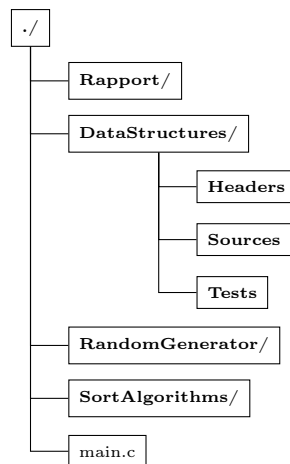 ./
Rapport/
DataStructures/
Headers
Sources
Tests
RandomGenerator/
SortAlgorithms/
main.c